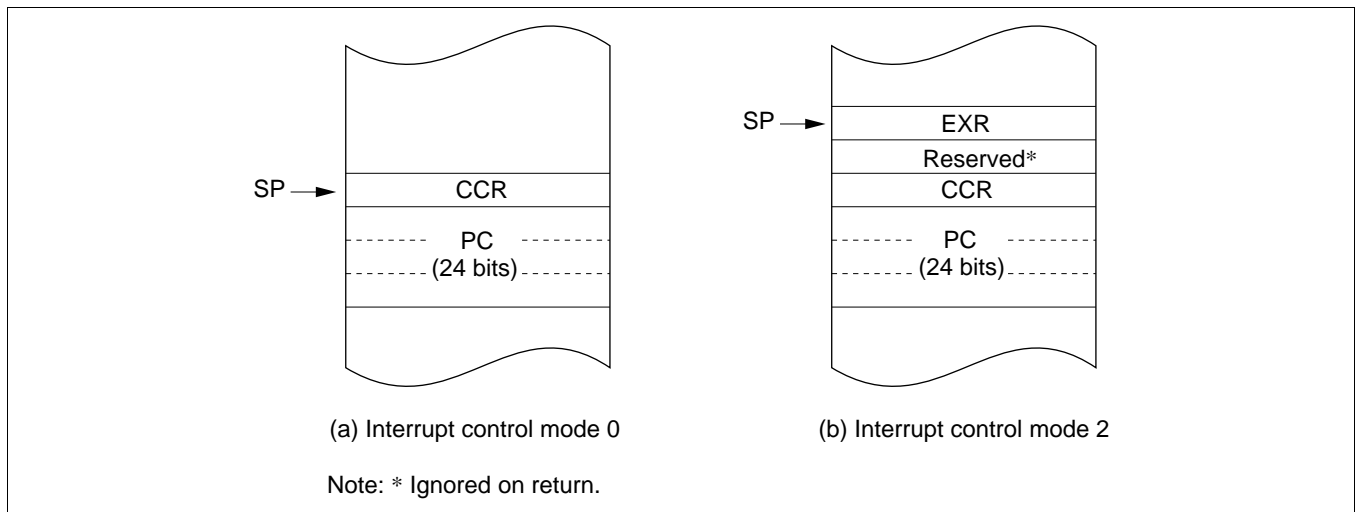 SP
CCR
PC
(24 bits)
(a) Interrupt control mode 0
SP
EXR
Reserved*
CCR
PC
(24 bits)
(b) Interrupt control mode 2
Note: * Ignored on return.